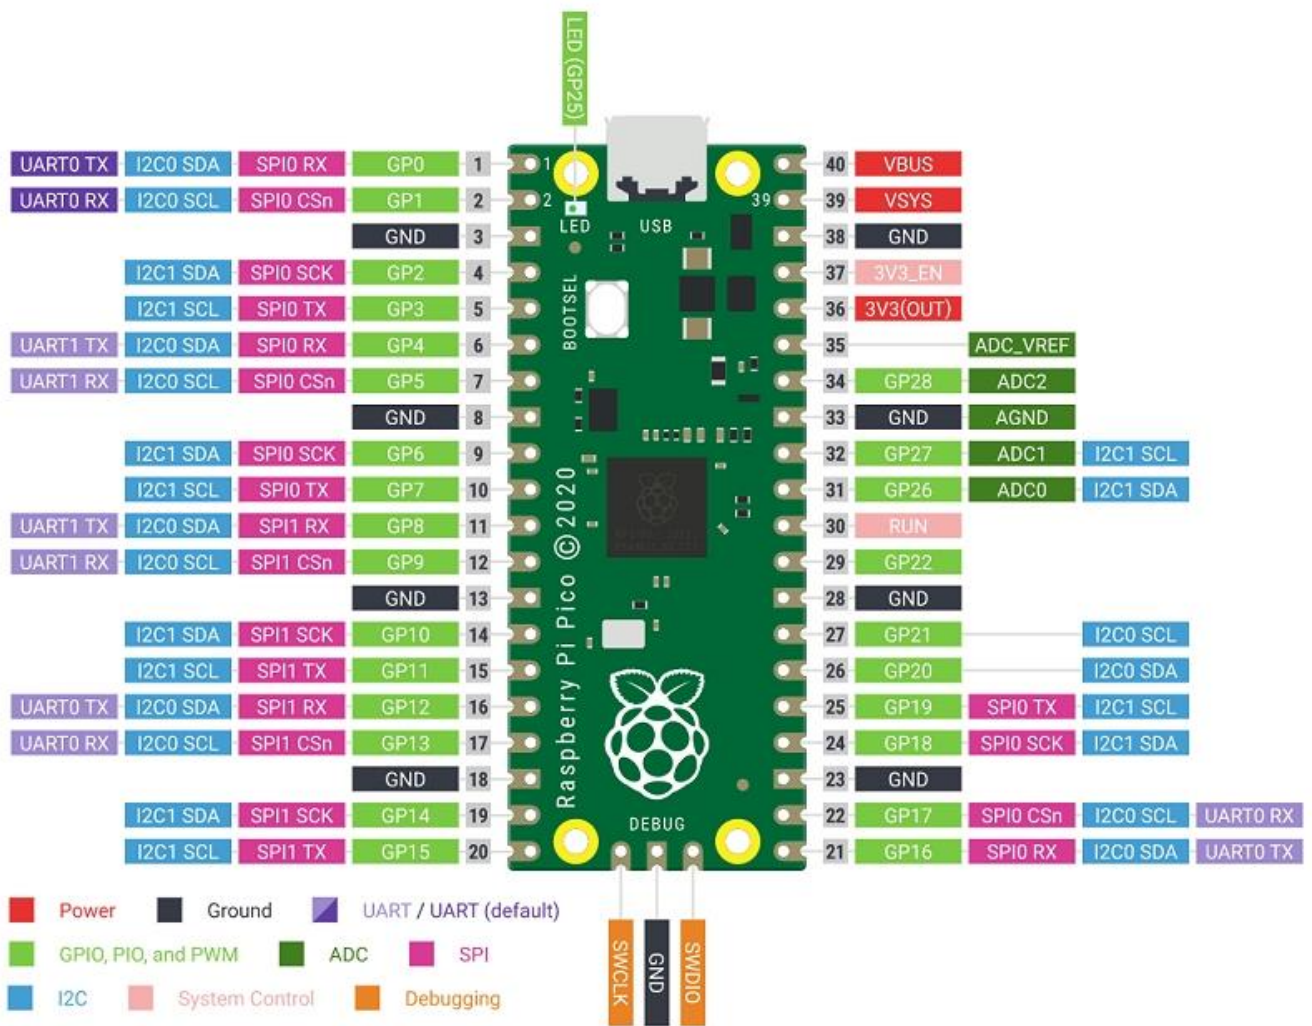 LED (GP25)
UART0 TX I2C0 SDA SPI0 RX GP0 1 1 40 VBUS
UART0 RX I2C0 SCL SPI0 CSn GP1 2 2 39 39 VSYS
LED USB
GND 3 38 GND
I2C1 SDA SPI0 SCK GP2 4 37 3V3_EN
I2C1 SCL SPI0 TX GP3 5 36 3V3(OUT)
BOOTSEL
UART1 TX I2C0 SDA SPI0 RX GP4 6 35 ADC_VREF
UART1 RX I2C0 SCL SPI0 CSn GP5 7 34 GP28 ADC2
GND 8 33 GND AGND
I2C1 SDA SPI0 SCK GP6 9 32 GP27 ADC1 I2C1 SCL
I2C1 SCL SPI0 TX GP7 10 31 GP26 ADC0 I2C1 SDA
UART1 TX I2C0 SDA SPI1 RX GP8 11 30 RUN
UART1 RX I2C0 SCL SPI1 CSn GP9 12 29 GP22
GND 13 28 GND
Raspberry Pi Pico © 2020
I2C1 SDA SPI1 SCK GP10 14 27 GP21 I2C0 SCL
I2C1 SCL SPI1 TX GP11 15 26 GP20 I2C0 SDA
UART0 TX I2C0 SDA SPI1 RX GP12 16 25 GP19 SPI0 TX I2C1 SCL
UART0 RX I2C0 SCL SPI1 CSn GP13 17 24 GP18 SPI0 SCK I2C1 SDA
GND 18 23 GND
I2C1 SDA SPI1 SCK GP14 19 22 GP17 SPI0 CSn I2C0 SCL UART0 RX
DEBUG
I2C1 SCL SPI1 TX GP15 20 21 GP16 SPI0 RX I2C0 SDA UART0 TX
SWCLK
GND
SWDIO
Power Ground UART / UART (default)
GPIO, PIO, and PWM ADC SPI
I2C System Control Debugging